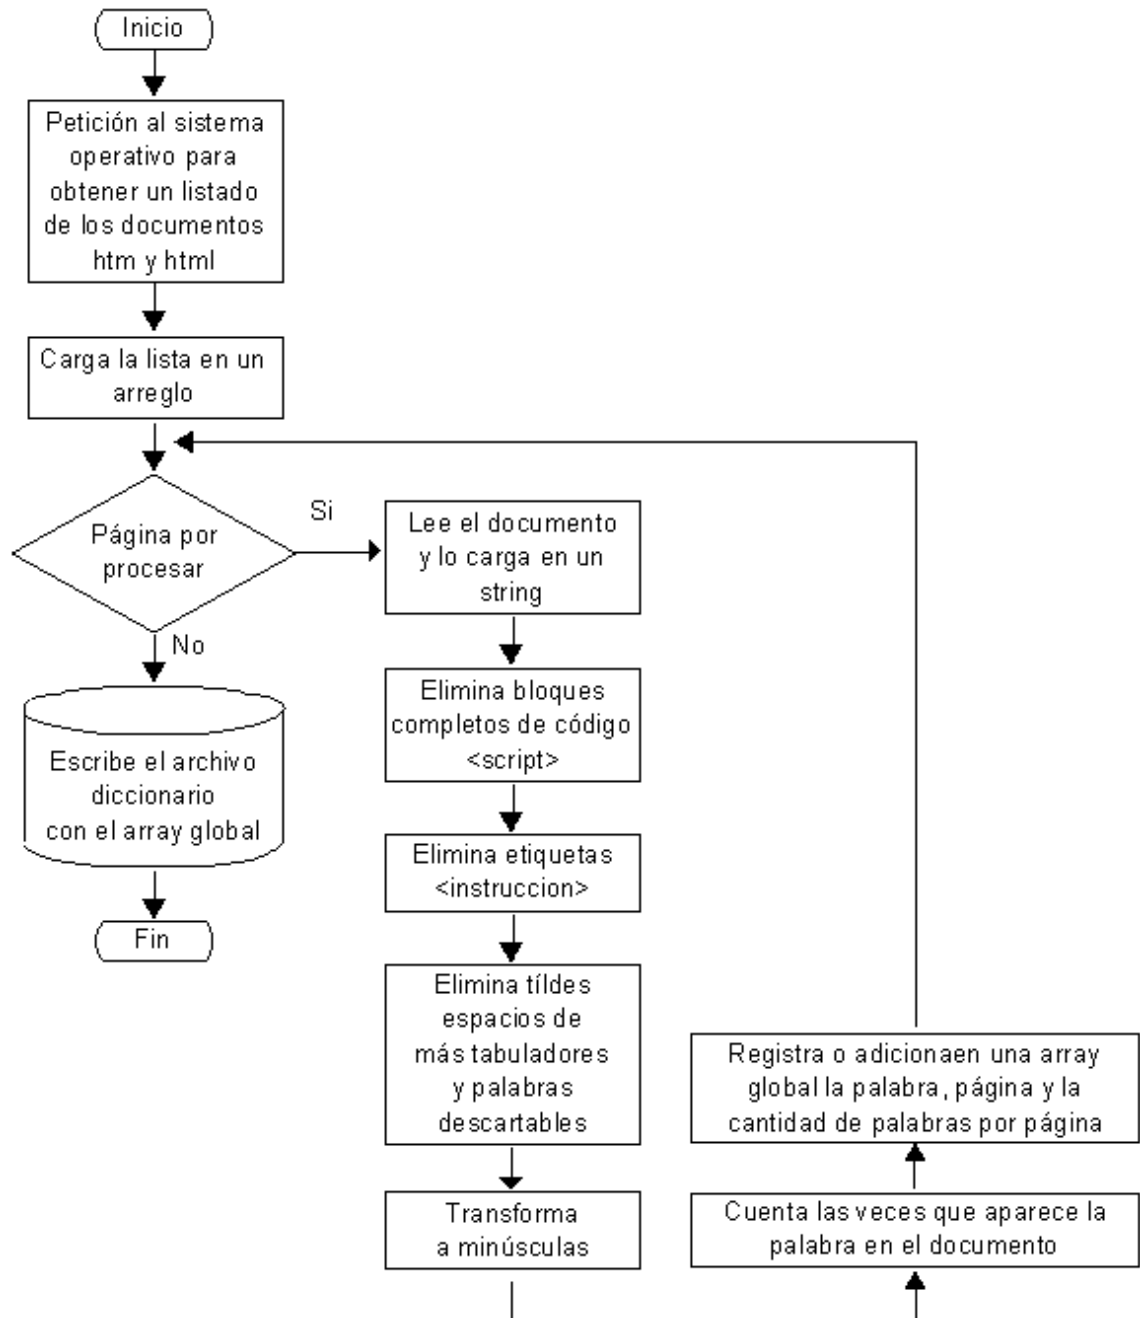 Inicio
Petición al sistema
operativo para
obtener un listado
de los documentos
htm y html
Carga la lista en un
arreglo
Página por
procesar
Si
No
Escribe el archivo
diccionario
con el array global
Fin
Lee el documento
y lo carga en un
string
Elimina bloques
completos de código
<script>
Elimina etiquetas
<instruccion>
Elimina tíldes
espacios de
más tabuladores
y palabras
descartables
Transforma
a minúsculas
Cuenta las veces que aparece la
palabra en el documento
Registra o adicionaen una array
global la palabra, página y la
cantidad de palabras por página